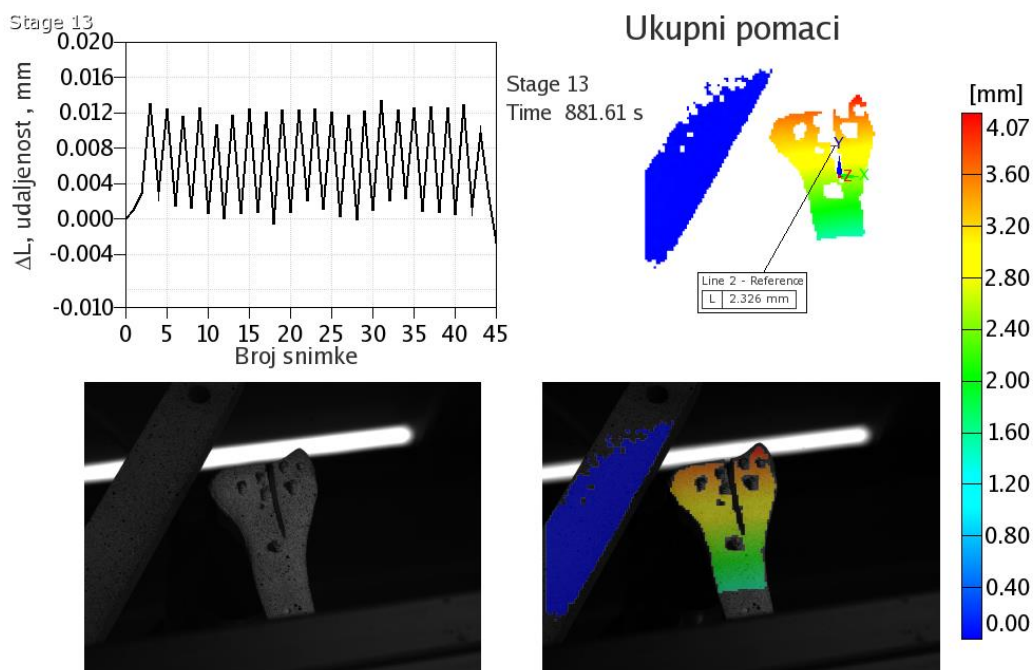 Stage 13
Ukupni pomaci
0.020
0.016
0.012
0.008
0.004
0.000
-0.004
-0.010
ΔL, udaljenost , mm
0 5 10 15 20 25 30 35 40 45
Broj snimke
Stage 13
Time 881.61 s
Y
Z X
Line 2 - Reference
L 2.326 mm
[mm]
4.07
3.60
3.20
2.80
2.40
2.00
1.60
1.20
0.80
0.40
0.00